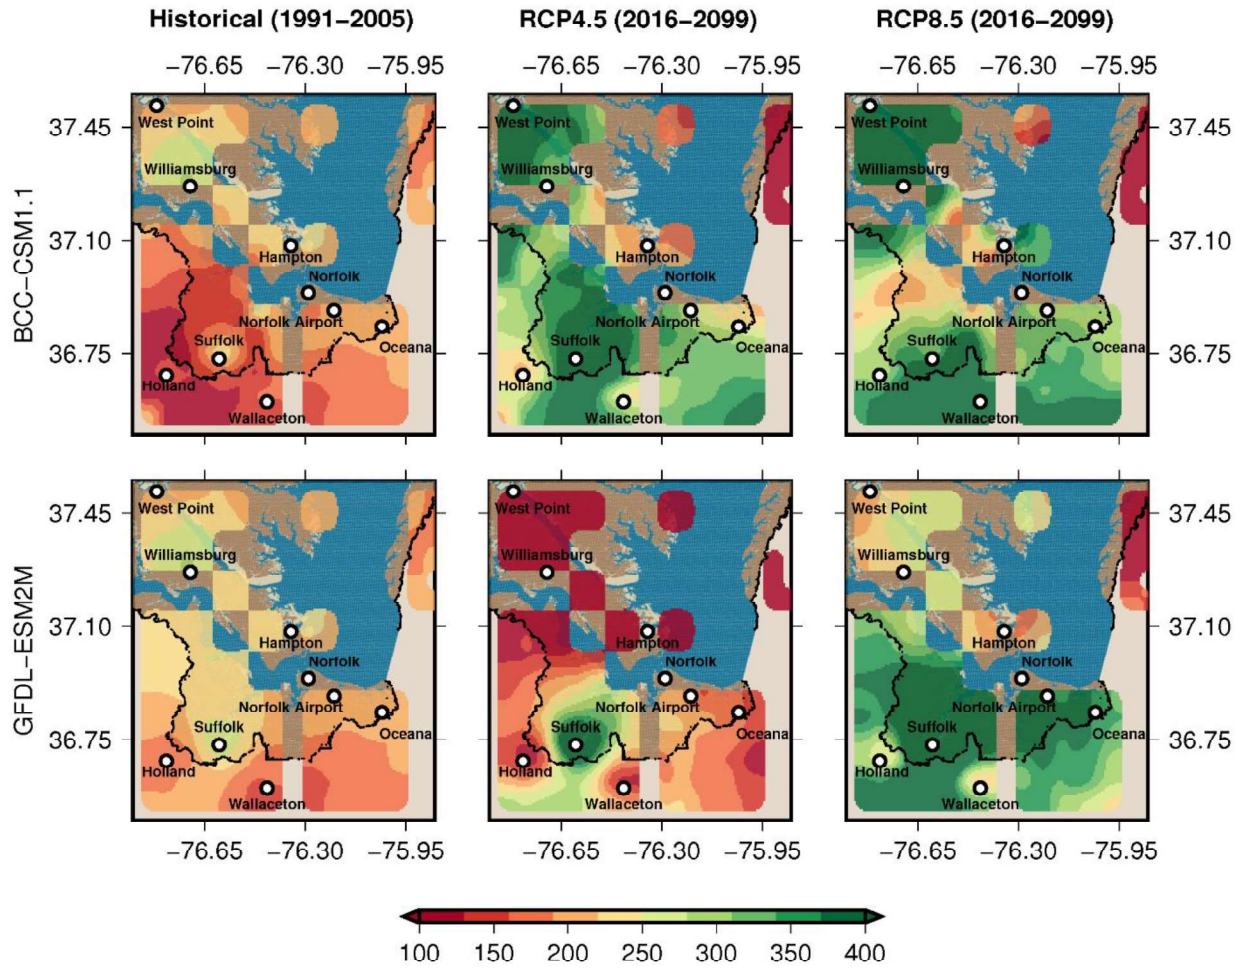 Historical (1991−2005) RCP4.5 (2016−2099) RCP8.5 (2016−2099)
−76.65 −76.30 −75.95 −76.65 −76.30 −75.95 −76.65 −76.30 −75.95
BCC−CSM1.1
37.45 37.45
37.10 37.10
36.75 36.75
West Point West Point West Point
Williamsburg Williamsburg Williamsburg
Hampton Hampton Hampton
Norfolk Norfolk Norfolk
Norfolk Airport Norfolk Airport Norfolk Airport
Suffolk Oceana Suffolk Oceana Suffolk Oceana
Holland Holland Holland
Wallaceton Wallaceton Wallaceton
GFDL−ESM2M
37.45 37.45
37.10 37.10
36.75 36.75
West Point West Point West Point
Williamsburg Williamsburg Williamsburg
Hampton Hampton Hampton
Norfolk Norfolk Norfolk
Norfolk Airport Norfolk Airport Norfolk Airport
Suffolk Oceana Suffolk Oceana Suffolk Oceana
Holland Holland Holland
Wallaceton Wallaceton Wallaceton
−76.65 −76.30 −75.95 −76.65 −76.30 −75.95 −76.65 −76.30 −75.95
100 150 200 250 300 350 400